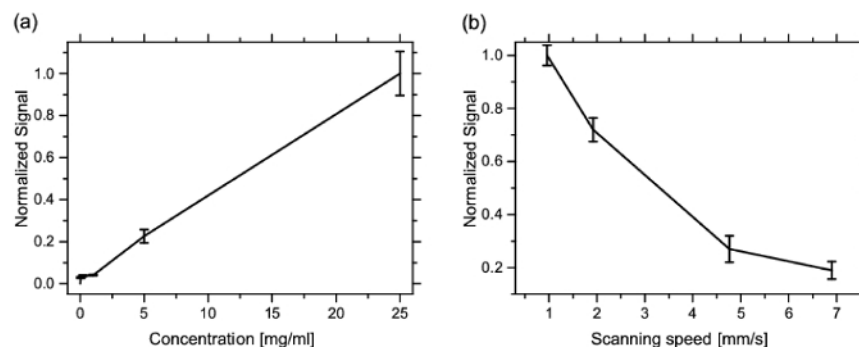 (a)
Normalized Signal
1.0
0.8
0.6
0.4
0.2
0.0
0 5 10 15 20 25
Concentration [mg/ml]
(b)
Normalized Signal
1.0
0.8
0.6
0.4
0.2
1 2 3 4 5 6 7
Scanning speed [mm/s]